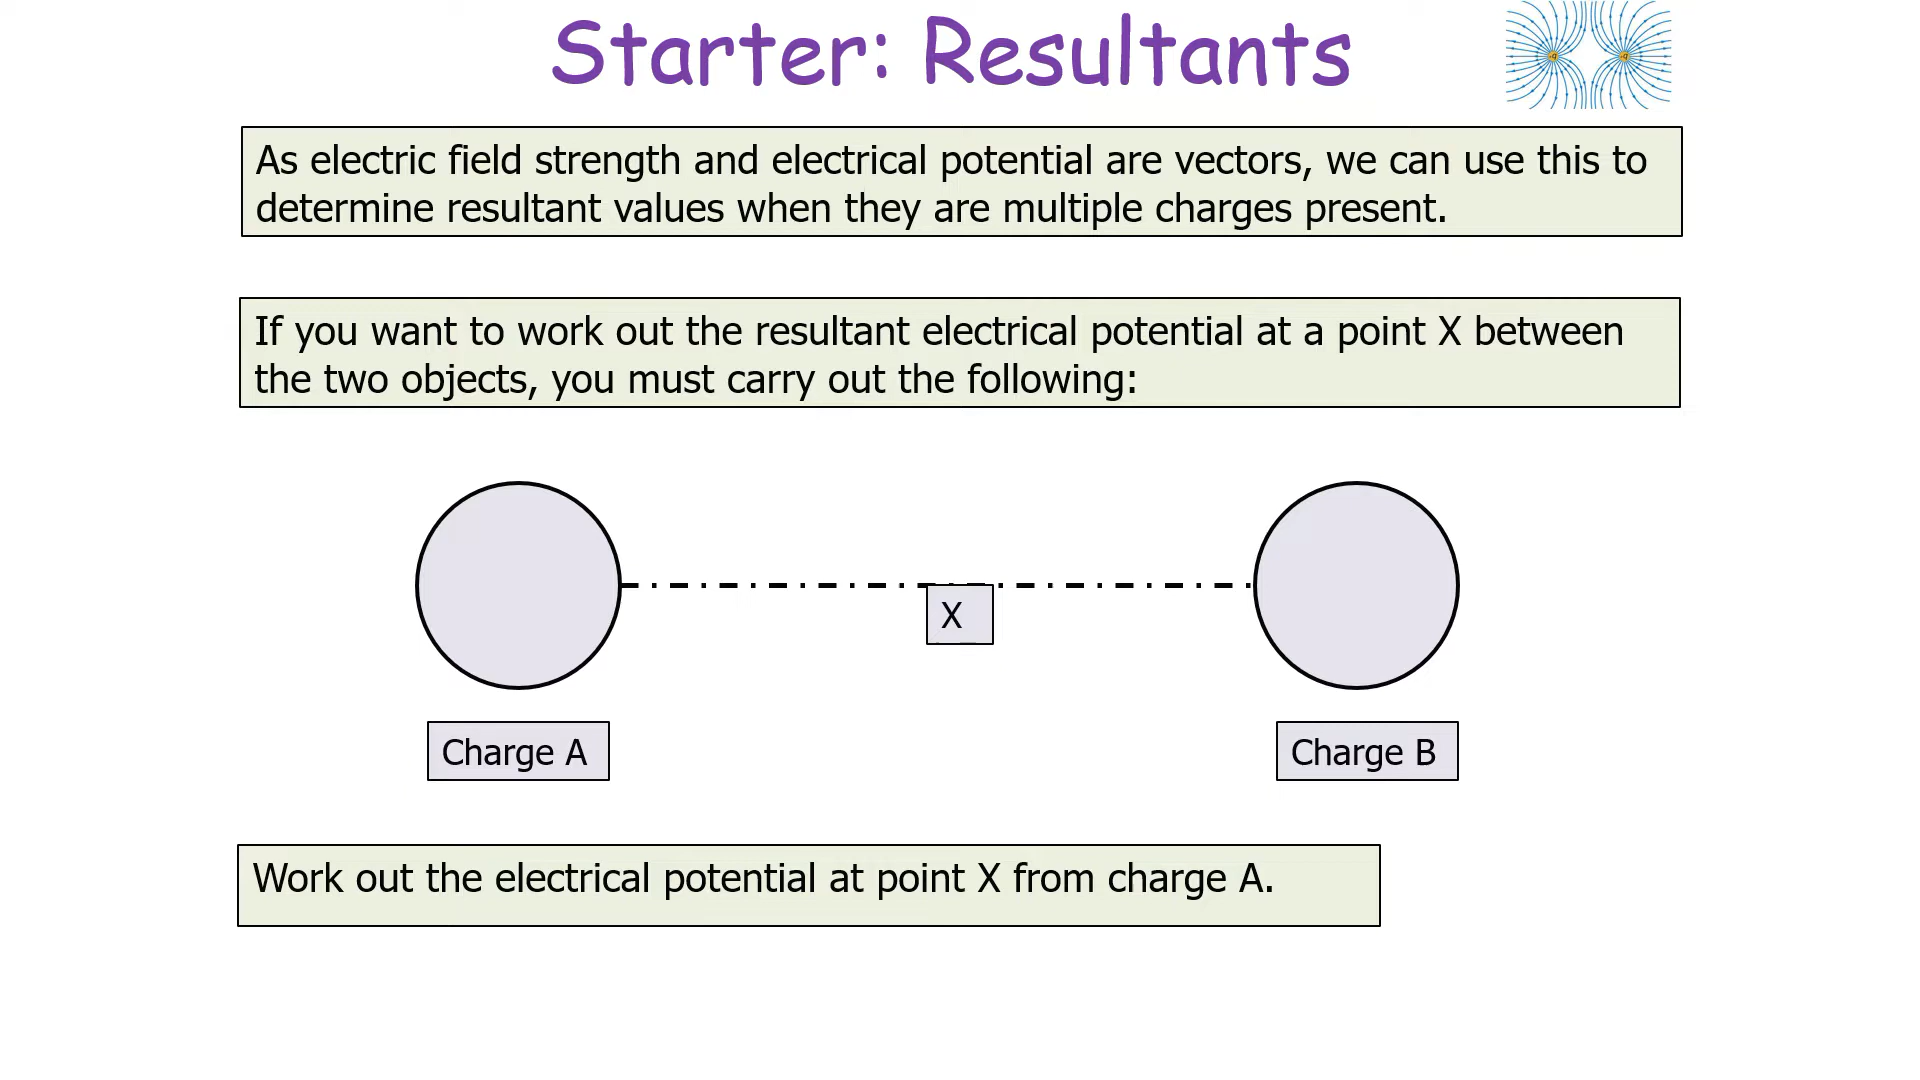 Starter: Resultants
As electric field strength and electrical potential are vectors, we can use this to
determine resultant values when they are multiple charges present.
If you want to work out the resultant electrical potential at a point X between
the two objects, you must carry out the following:
X
Charge A
Charge B
Work out the electrical potential at point X from charge A.